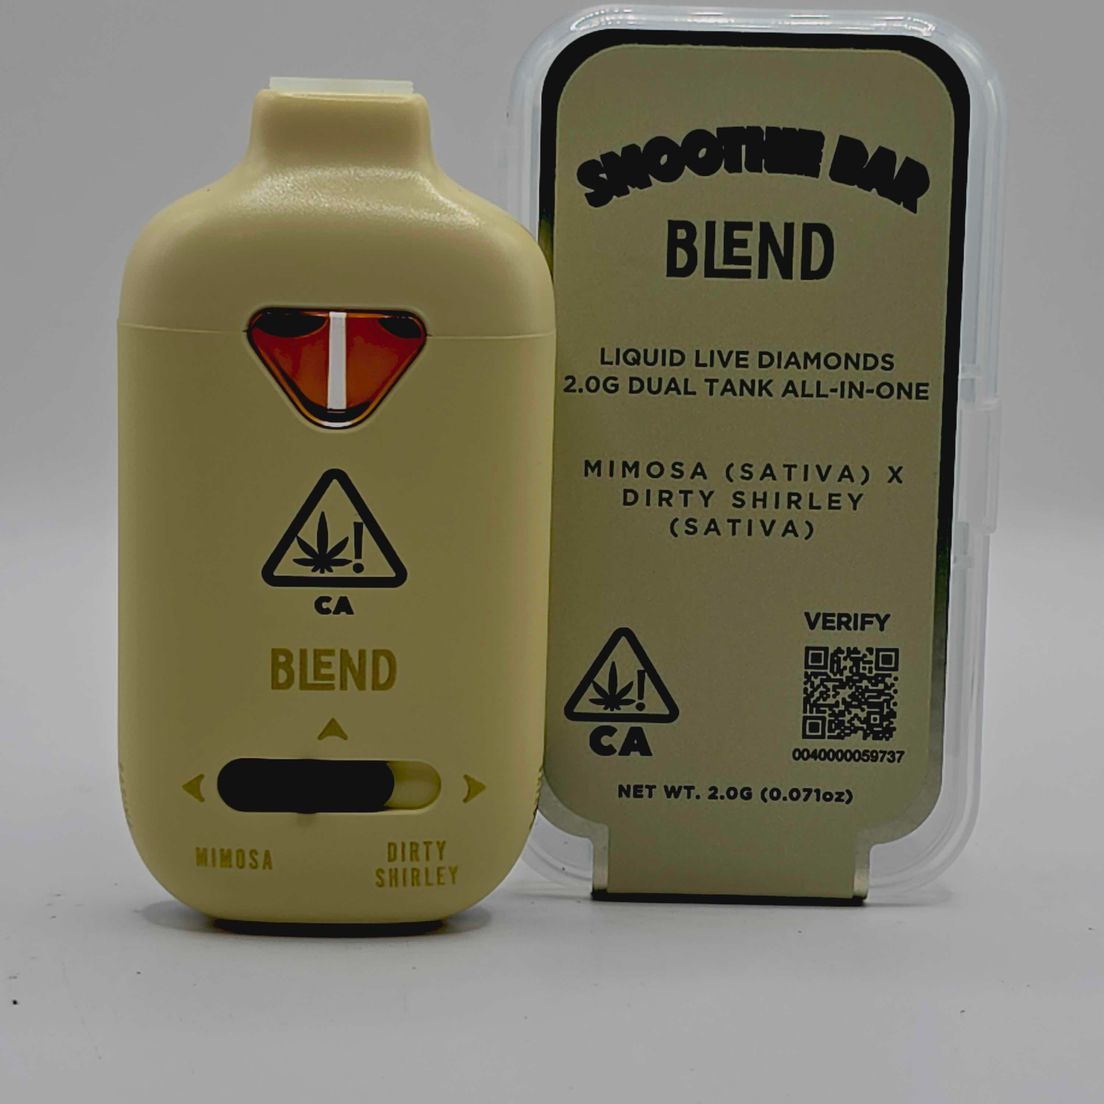 CA
BLEND
MIMOSA
DIRTY
SHIRLEY
SMOOTHIE BAR
BLEND
LIQUID LIVE DIAMONDS
2.0G DUAL TANK ALL-IN-ONE
MIMOSA (SATIVA) X
DIRTY SHIRLEY
(SATIVA)
VERIFY
0040000059737
CA
NET WT. 2.0G (0.071oz)